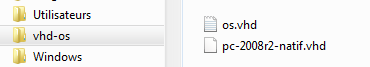 Utilisateurs
vhd-os
Windows
os.vhd
pc-2008r2-natif.vhd